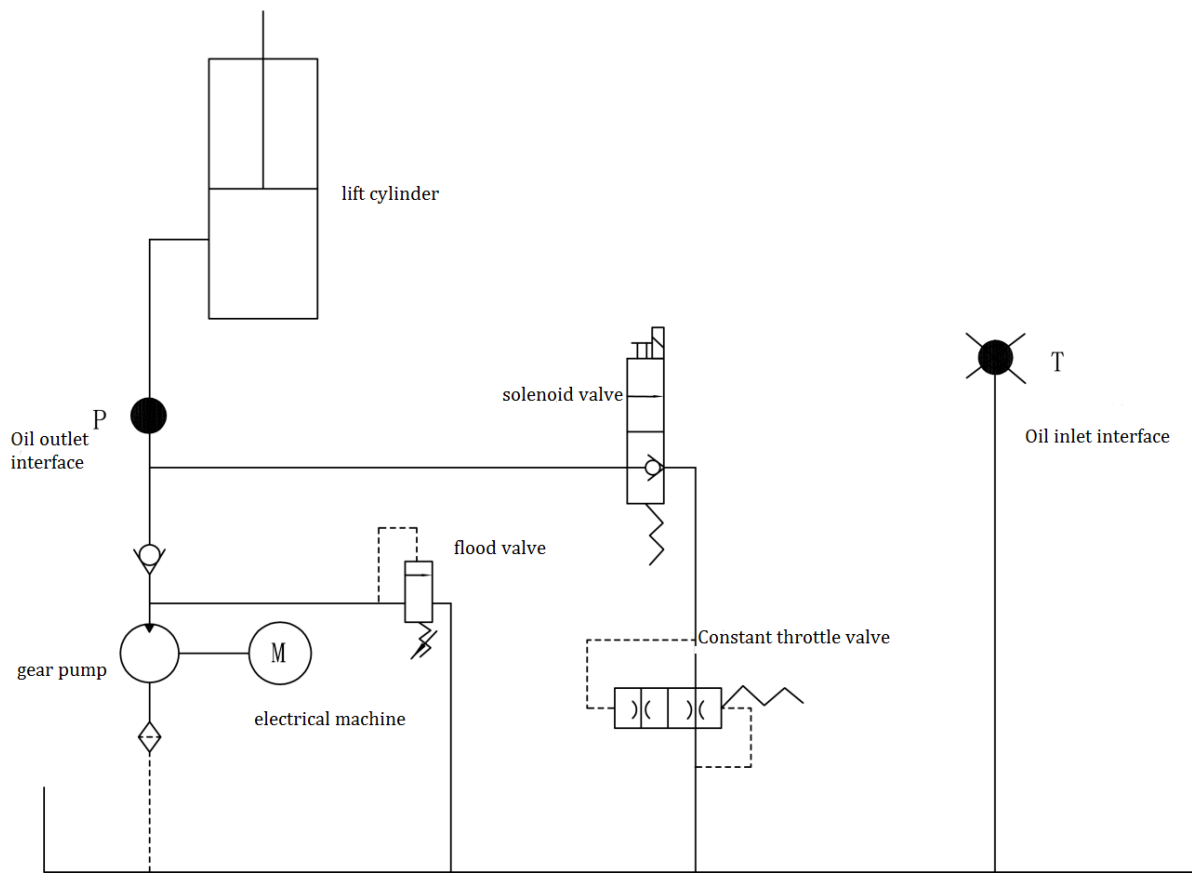 lift cylinder
T
solenoid valve
P
Oil outlet
interface
Oil inlet interface
flood valve
Constant throttle valve
M
gear pump
electrical machine